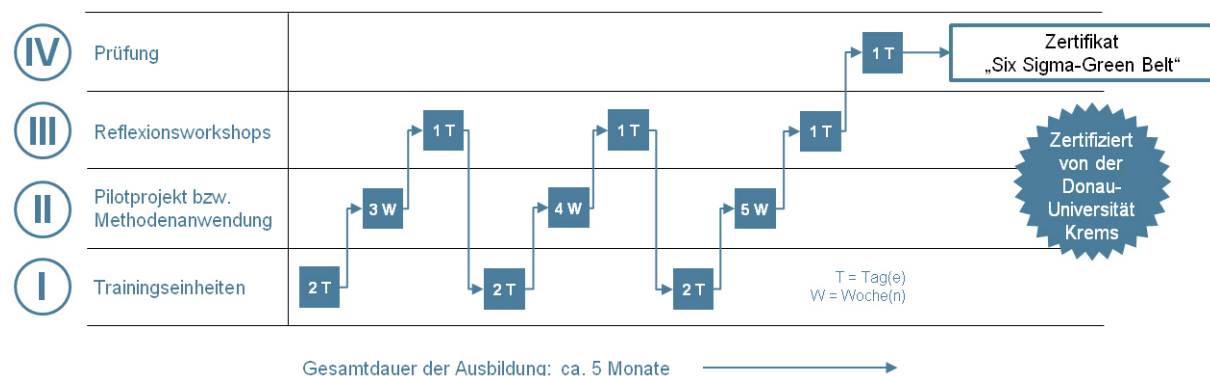 IV
Prüfung
1 T
Zertifikat
„Six Sigma-Green Belt“
III
Reflexionsworkshops
1 T
1 T
1 T
Zertifiziert
von der
Donau-
Universität
Krems
II
Pilotprojekt bzw.
Methodenanwendung
3 W
4 W
5 W
I
Trainingseinheiten
2 T
2 T
2 T
T = Tag(e)
W = Woche(n)
Gesamtdauer der Ausbildung: ca. 5 Monate